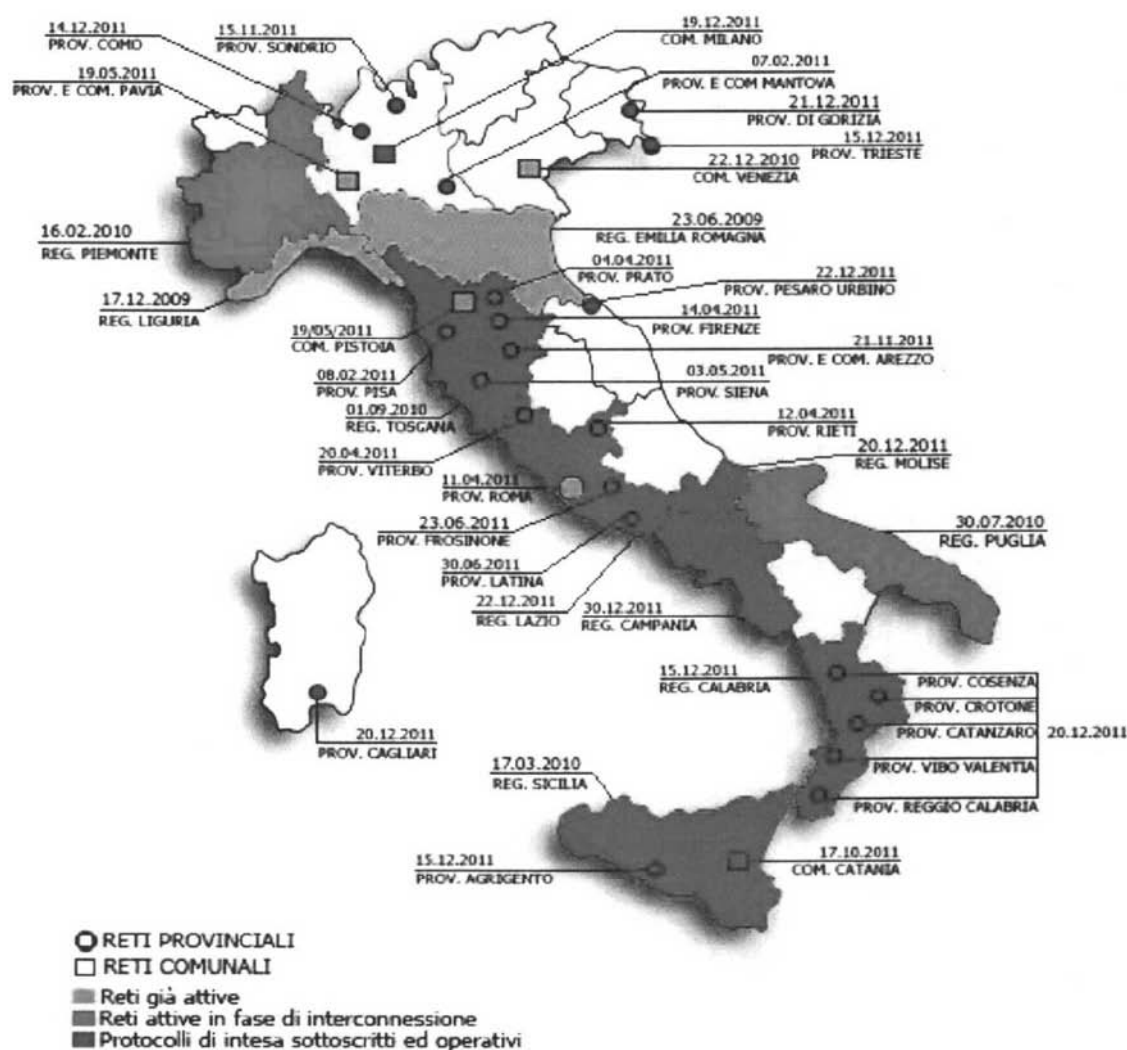 14.12.2011
PROV. COMO
15.11.2011
PROV. SONDRIO
19.12.2011
COM. MILANO
19.05.2011
PROV. E COM. PAVIA
07.02.2011
PROV. E COM MANTOVA
21.12.2011
PROV. DI GORIZIA
15.12.2011
PROV. TRIESTE
22.12.2010
COM. VENEZIA
16.02.2010
REG. PIEMONTE
23.06.2009
REG. EMILIA ROMAGNA
04.04.2011
PROV. PRATO
22.12.2011
PROV. PESARO URBINO
17.12.2009
REG. LIGURIA
14.04.2011
PROV. FIRENZE
19/05/2011
COM. PISTOIA
21.11.2011
PROV. E COM. AREZZO
08.02.2011
PROV. PISA
03.05.2011
PROV. SIENA
01.09.2010
REG. TOSCANA
12.04.2011
PROV. RIETI
20.04.2011
PROV. VITERBO
20.12.2011
REG. MOLISE
11.04.2011
PROV. ROMA
23.06.2011
PROV. FROSINONE
30.07.2010
REG. PUGLIA
30.06.2011
PROV. LATINA
22.12.2011
REG. LAZIO
30.12.2011
REG. CAMPANIA
15.12.2011
REG. CALABRIA
PROV. COSENZA
PROV. CROTONE
PROV. CATANZARO 20.12.2011
PROV. VIBO VALENTIA
PROV. REGGIO CALABRIA
20.12.2011
PROV. CAGLIARI
17.03.2010
REG. SICILIA
15.12.2011
PROV. AGRIGENTO
17.10.2011
COM. CATANIA
RETI PROVINCIALI
RETI COMUNALI
Reti già attive
Reti attive in fase di interconnessione
Protocolli di intesa sottoscritti ed operativi